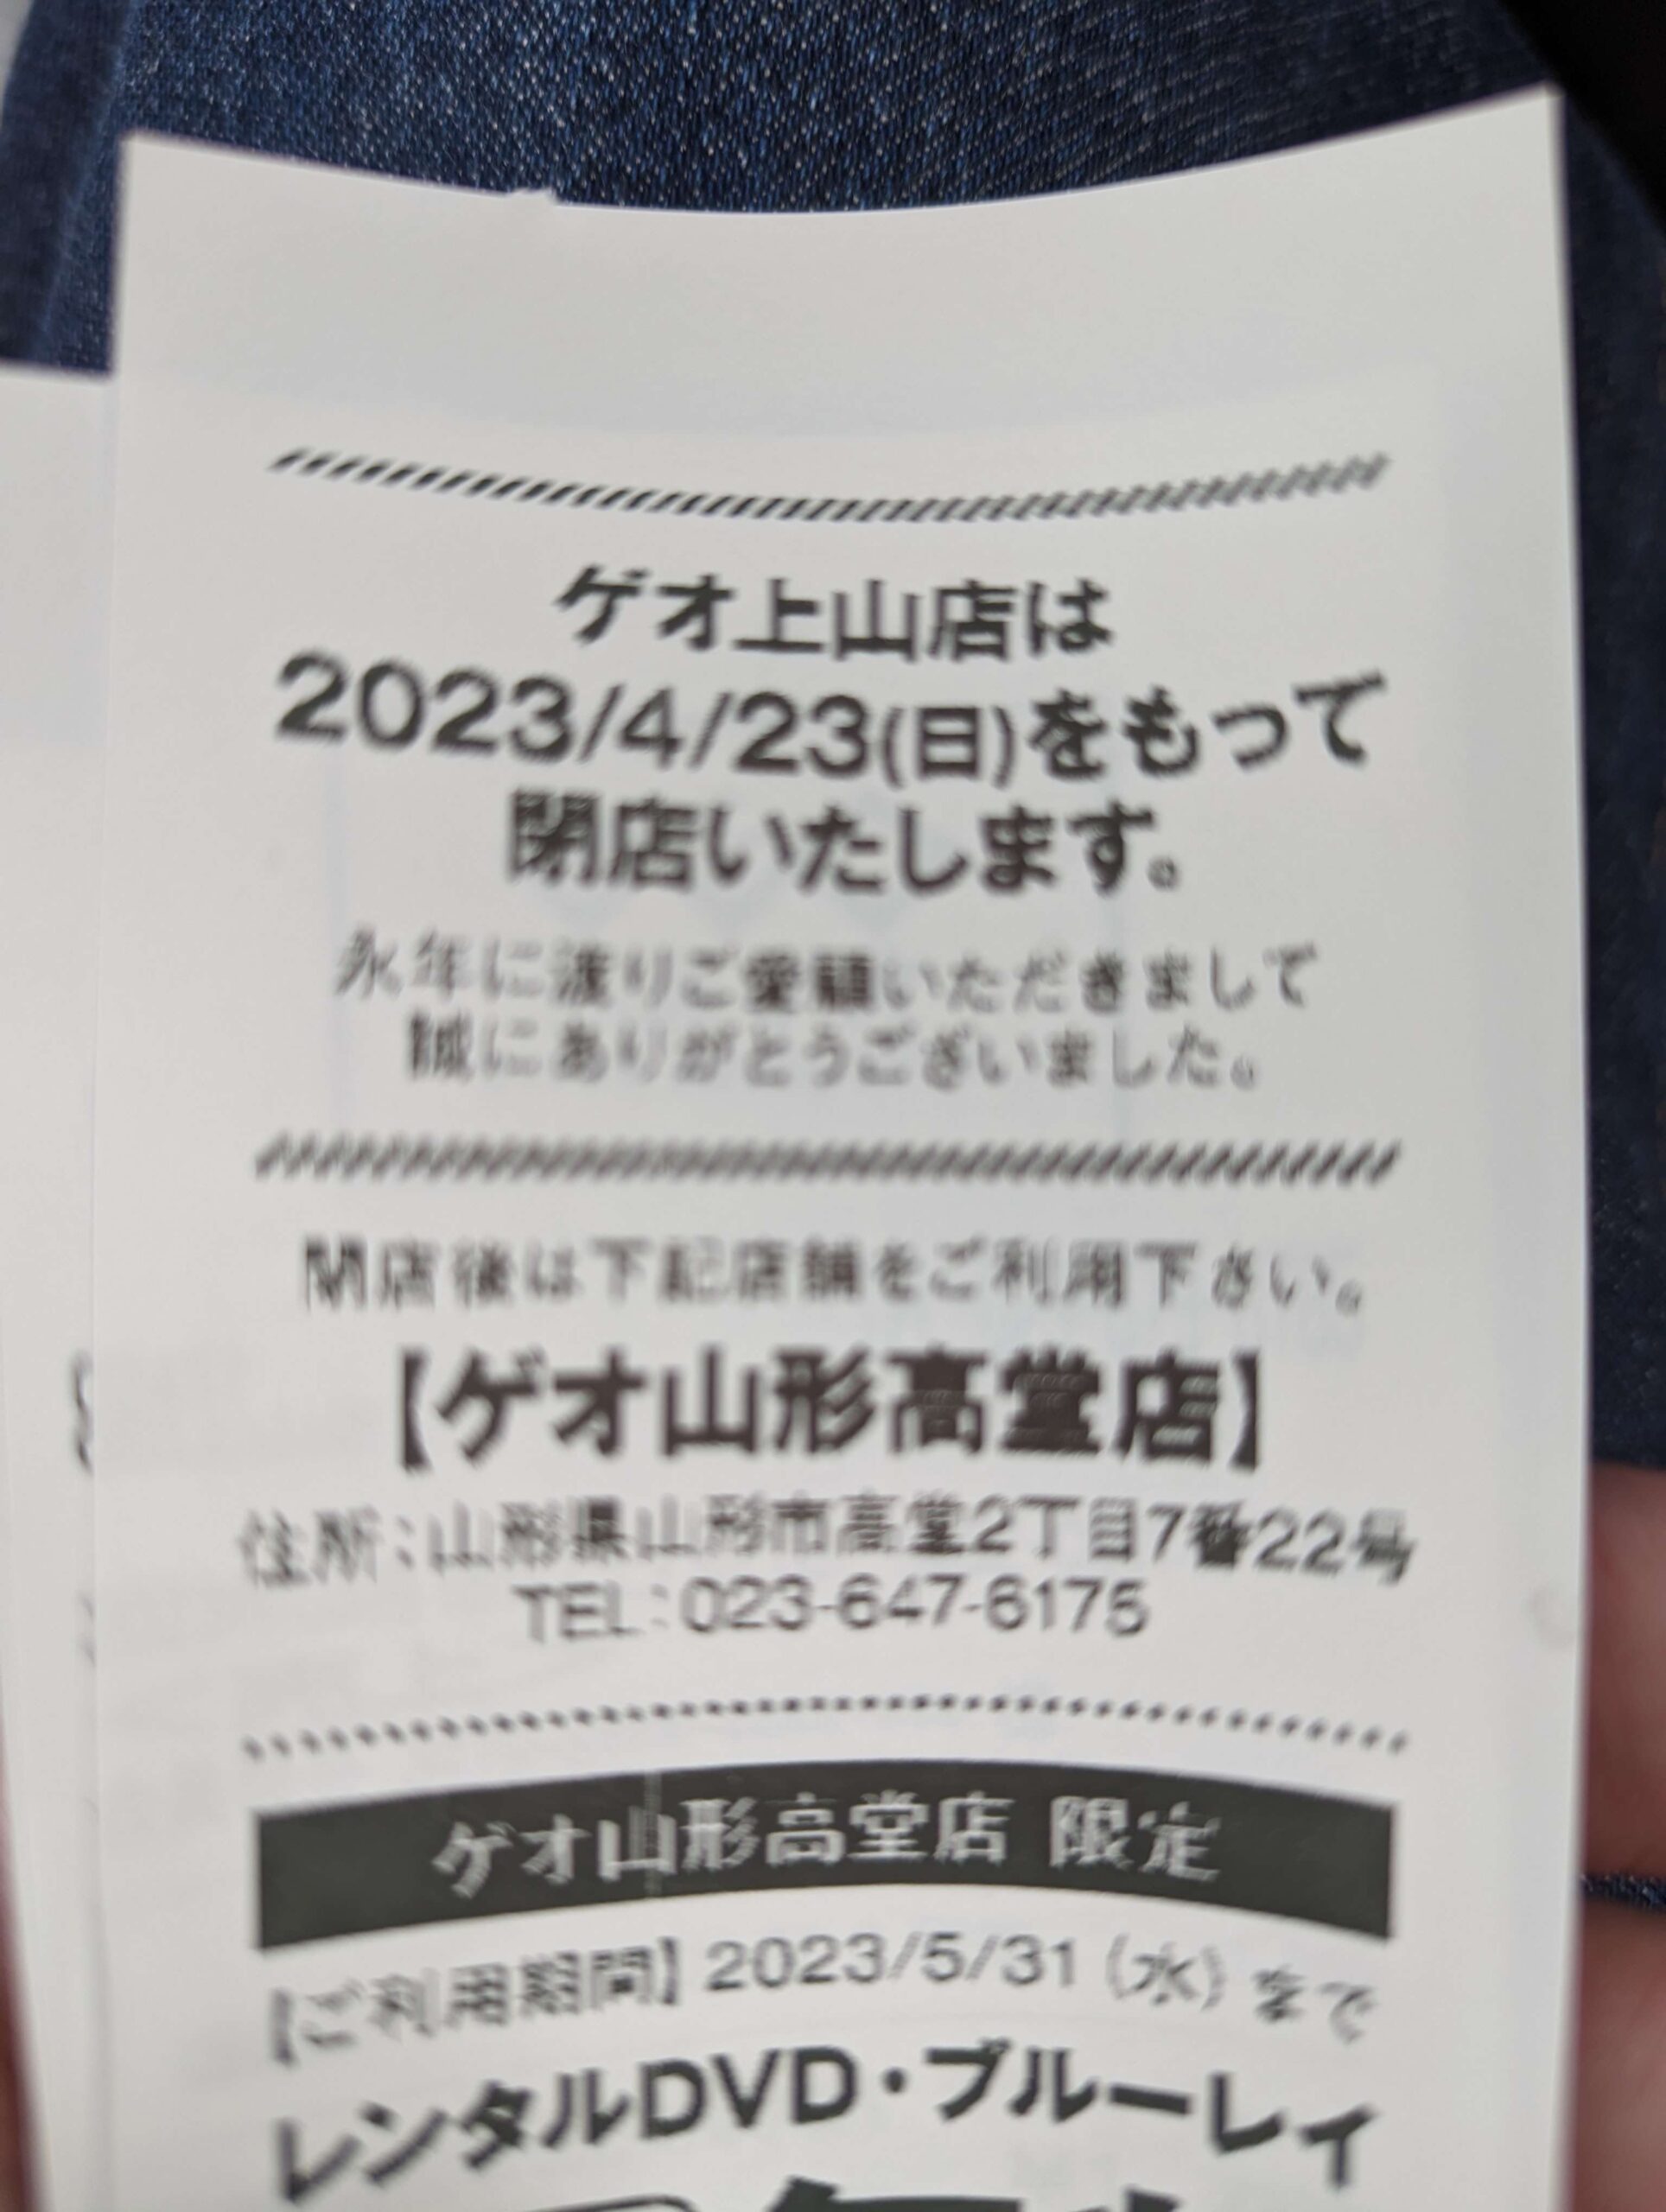 ゲオ上山店は
2023/4/23(日)をもって
閉店いたします。
永年に渡りご愛顧いただきまして
誠にありがとうございました。
閉店後は下記店舗をご利用下さい。
【ゲオ山形高堂店】
住所:山形県山形市高堂2丁目7番22号
TEL:023-647-6175
ゲオ山形高堂店 限定
【ご利用期間】2023/5/31(水)まで
レンタルDVD・ブルーレイ